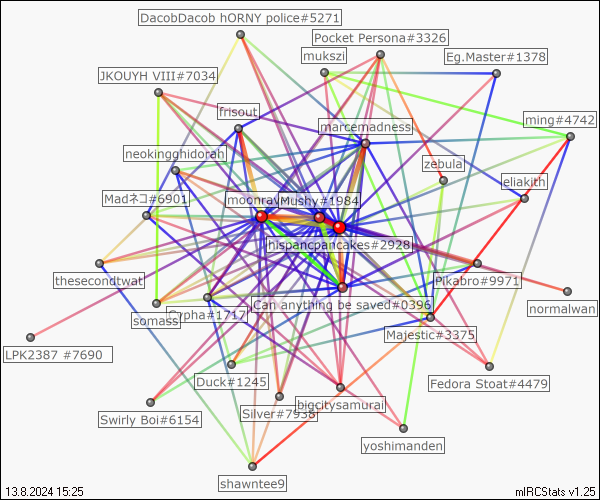 DacobDacob hORNY police#5271
Pocket Persona#3326
mukszi
Eg.Master#1378
JKOUYH VIII#7034
frisout
marcemadness
ming#4742
neokingghidorah
zebula
eliakith
Madネコ#6901
moonrav
Mushy#1984
hispancpancakes#2928
thesecondtwat
Pikabro#9971
somass
Cypha#1717
Can anything be saved#0396
normalwan
Majestic#3375
LPK2387 #7690
Duck#1245
Fedora Stoat#4479
Swirly Boi#6154
Silver#7938
bigcitysamurai
yoshimanden
shawntee9
13.8.2024 15:25
mIRCStats v1.25